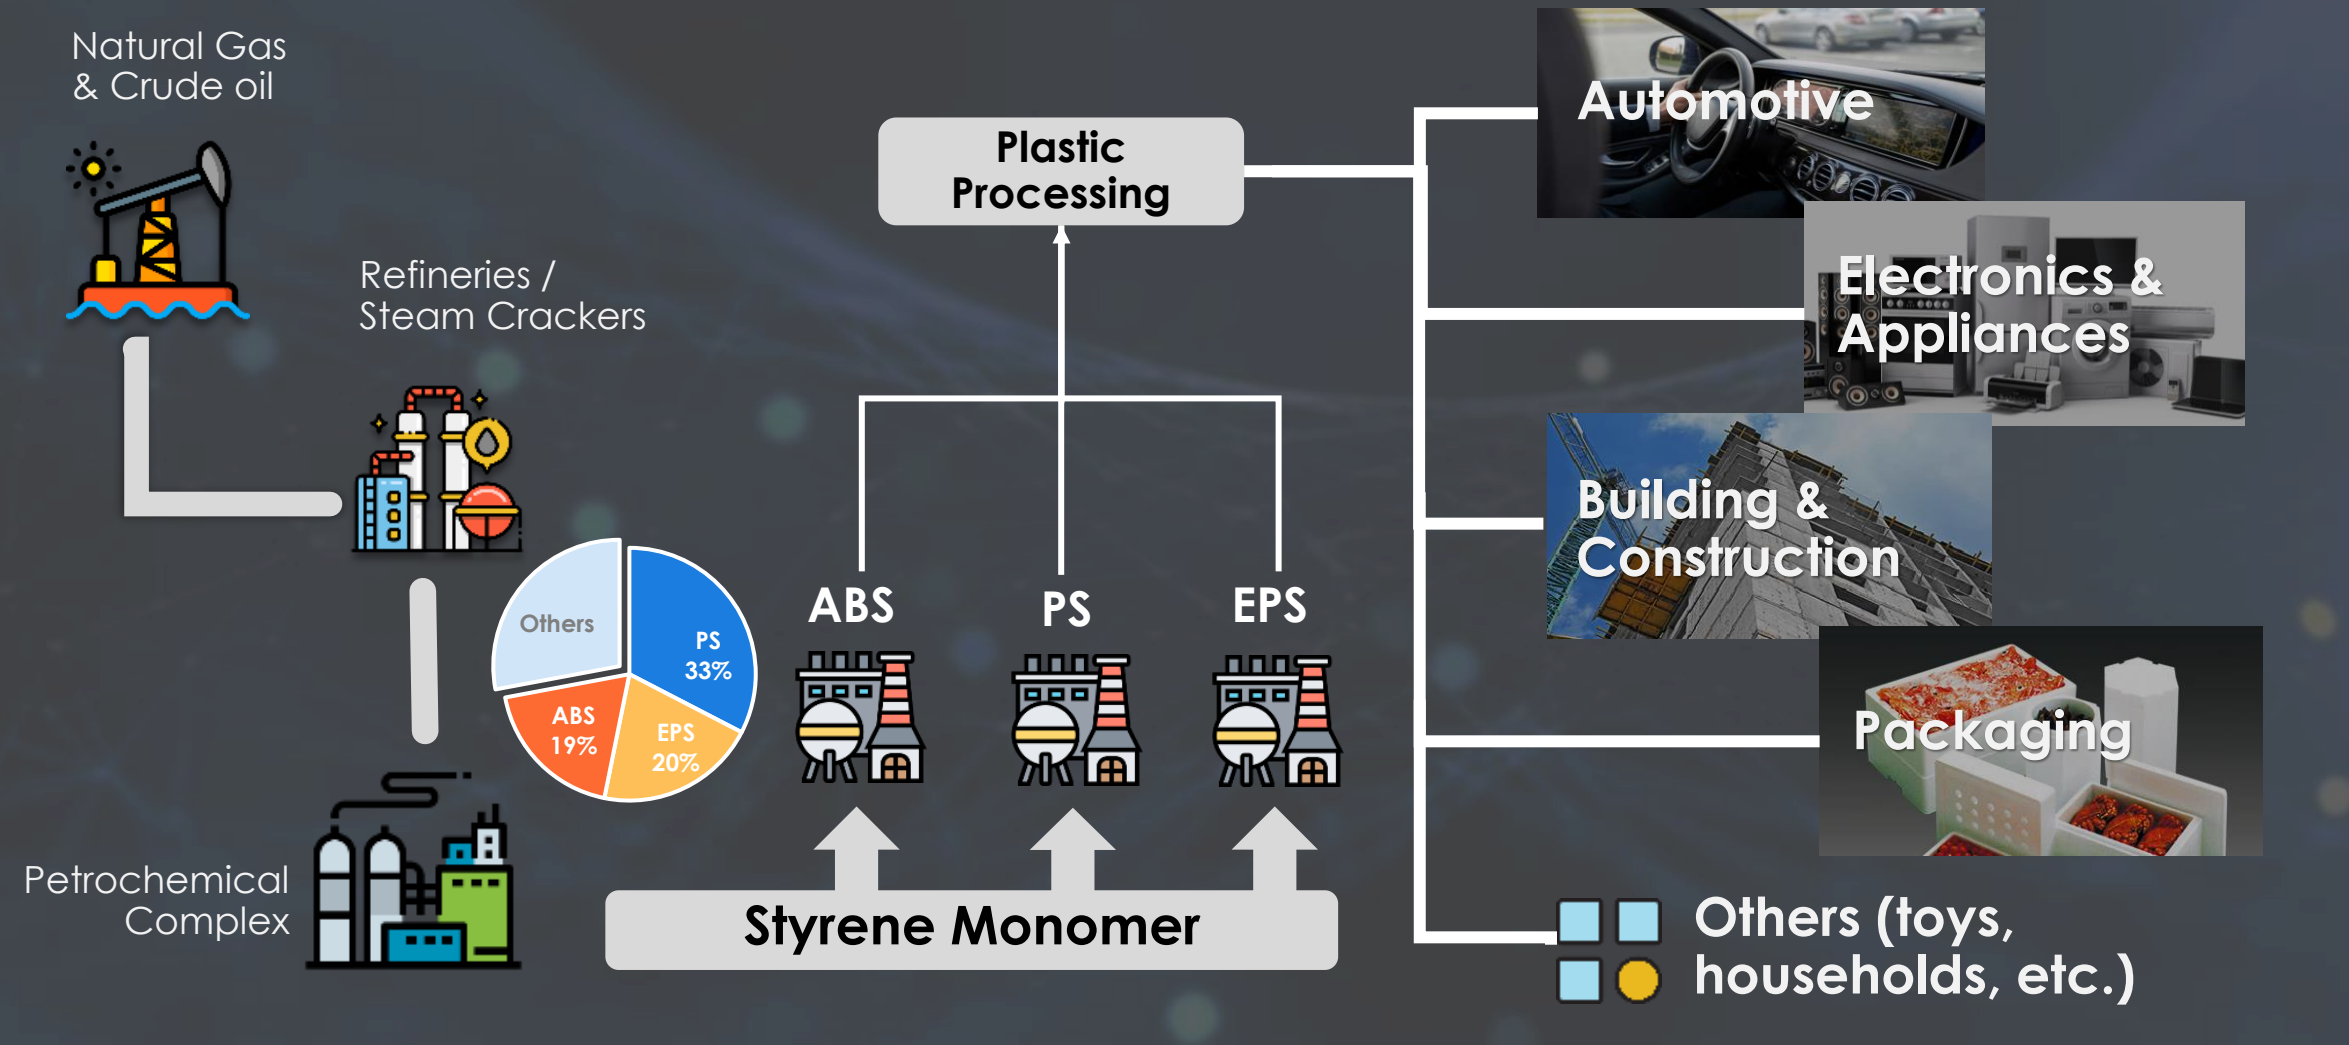 Natural Gas
& Crude oil
Refineries /
Steam Crackers
Petrochemical
Complex
Others
PS
33%
ABS
19%
EPS
20%
Plastic
Processing
ABS
PS
EPS
Styrene Monomer
Automotive
Electronics &
Appliances
Building &
Construction
Packaging
Others (toys,
households, etc.)